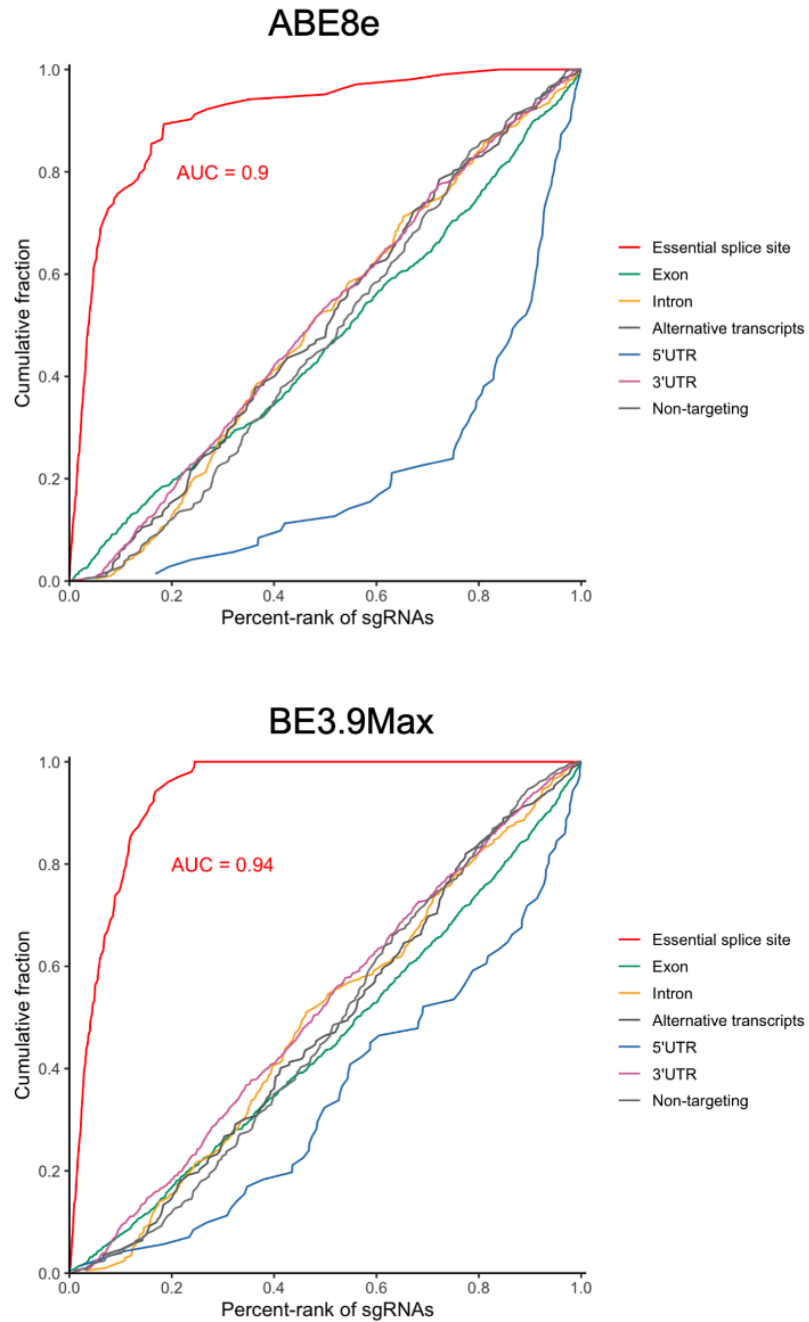 ABE8e
1.0
0.8
0.6
0.4
0.2
0.0
Cumulative fraction
AUC = 0.9
0.0 0.2 0.4 0.6 0.8 1.0
Percent-rank of sgRNAs
Essential splice site
Exon
Intron
Alternative transcripts
5'UTR
3'UTR
Non-targeting
BE3.9Max
1.0
0.8
0.6
0.4
0.2
0.0
Cumulative fraction
AUC = 0.94
0.0 0.2 0.4 0.6 0.8 1.0
Percent-rank of sgRNAs
Essential splice site
Exon
Intron
Alternative transcripts
5'UTR
3'UTR
Non-targeting